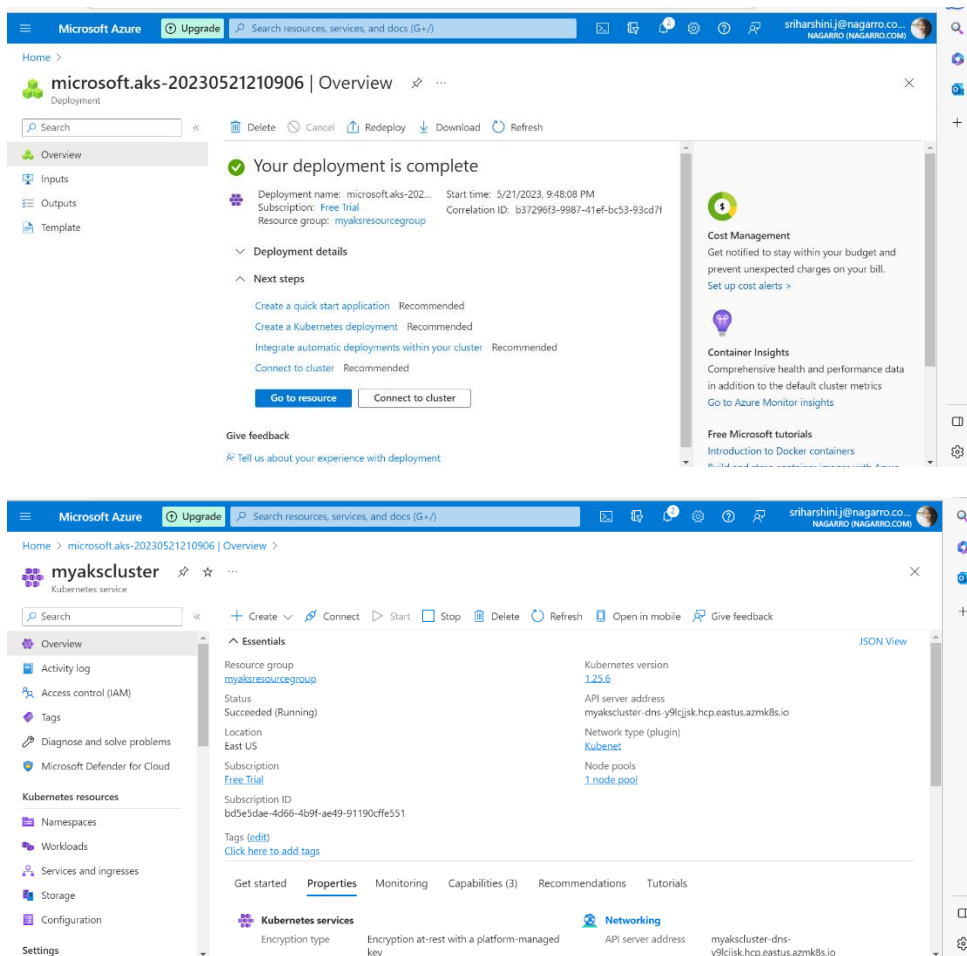 Microsoft Azure Upgrade Search resources, services, and docs (G+/) 2 sriharshini.j@nagarro.co...
NAGARRO (NAGARRO.COM)
Home >
microsoft.aks-20230521210906 | Overview ...
Deployment
Search «
Delete Cancel Redeploy Download Refresh
Overview
Inputs
Outputs
Template
Your deployment is complete
Deployment name: microsoft.aks-202... Start time: 5/21/2023, 9:48:08 PM
Subscription: Free Trial Correlation ID: b37296f3-9987-41ef-bc53-93cd7f
Resource group: myaksresourcegroup
Deployment details
Next steps
Create a quick start application Recommended
Create a Kubernetes deployment Recommended
Integrate automatic deployments within your cluster Recommended
Connect to cluster Recommended
Go to resource Connect to cluster
Give feedback
Tell us about your experience with deployment
Cost Management
Get notified to stay within your budget and
prevent unexpected charges on your bill.
Set up cost alerts >
Container Insights
Comprehensive health and performance data
in addition to the default cluster metrics
Go to Azure Monitor insights
Free Microsoft tutorials
Introduction to Docker containers
Build and store container images with Azure
Microsoft Azure Upgrade Search resources, services, and docs (G+/) 2 sriharshini.j@nagarro.co...
NAGARRO (NAGARRO.COM)
Home > microsoft.aks-20230521210906 | Overview >
myakscluster ...
Kubernetes service
Search «
Create Connect Start Stop Delete Refresh Open in mobile Give feedback
Overview
Activity log
Access control (IAM)
Tags
Diagnose and solve problems
Microsoft Defender for Cloud
Kubernetes resources
Namespaces
Workloads
Services and ingresses
Storage
Configuration
Settings
Essentials JSON View
Resource group
myaksresourcegroup
Status
Succeeded (Running)
Location
East US
Subscription
Free Trial
Subscription ID
bd5e5dae-4d66-4b9f-ae49-91190cffe551
Tags (edit)
Click here to add tags
Kubernetes version
1.25.6
API server address
myakscluster-dns-y9lcjjsk.hcp.eastus.azmk8s.io
Network type (plugin)
Kubenet
Node pools
1 node pool
Get started Properties Monitoring Capabilities (3) Recommendations Tutorials
Kubernetes services
Encryption type Encryption at-rest with a platform-managed
key
Networking
API server address myakscluster-dns-
y9lcjjsk.hcp.eastus.azmk8s.io